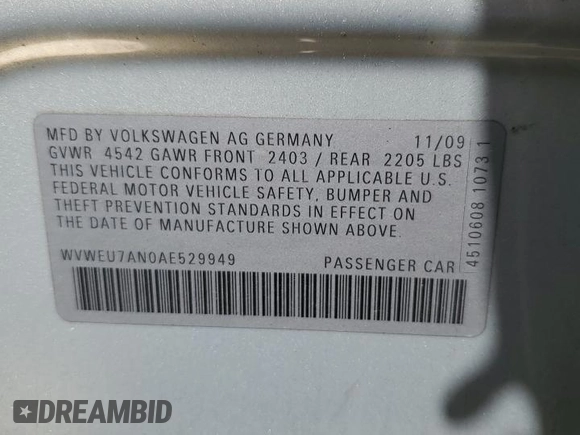 MFD BY VOLKSWAGEN AG GERMANY 11/09
GVWR 4542 GAWR FRONT 2403 / REAR 2205 LBS
THIS VEHICLE CONFORMS TO ALL APPLICABLE U.S.
FEDERAL MOTOR VEHICLE SAFETY, BUMPER AND
THEFT PREVENTION STANDARDS IN EFFECT ON
THE DATE OF MANUFACTURE SHOWN ABOVE.
WVWEU7AN0AE529949 PASSENGER CAR
4510608 1073 1
DREAMBID